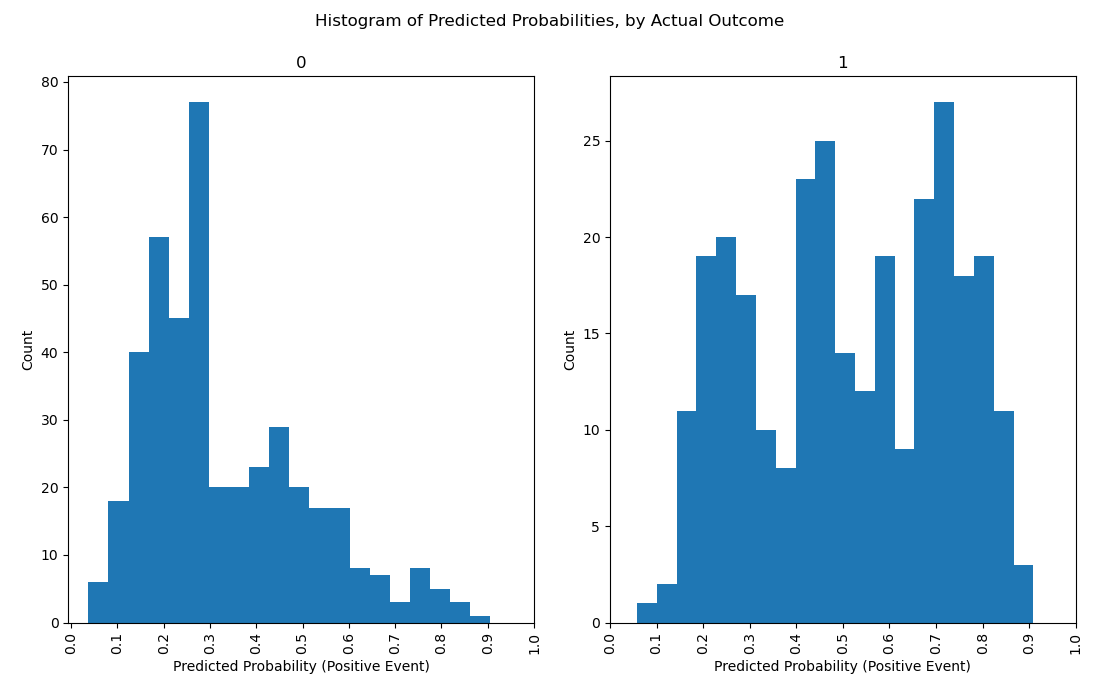 Histogram of Predicted Probabilities, by Actual Outcome
0
80
70
60
50
40
30
20
10
0
Count
0.0 0.1 0.2 0.3 0.4 0.5 0.6 0.7 0.8 0.9 1.0
Predicted Probability (Positive Event)
1
25
20
15
10
5
0
Count
0.0 0.1 0.2 0.3 0.4 0.5 0.6 0.7 0.8 0.9 1.0
Predicted Probability (Positive Event)